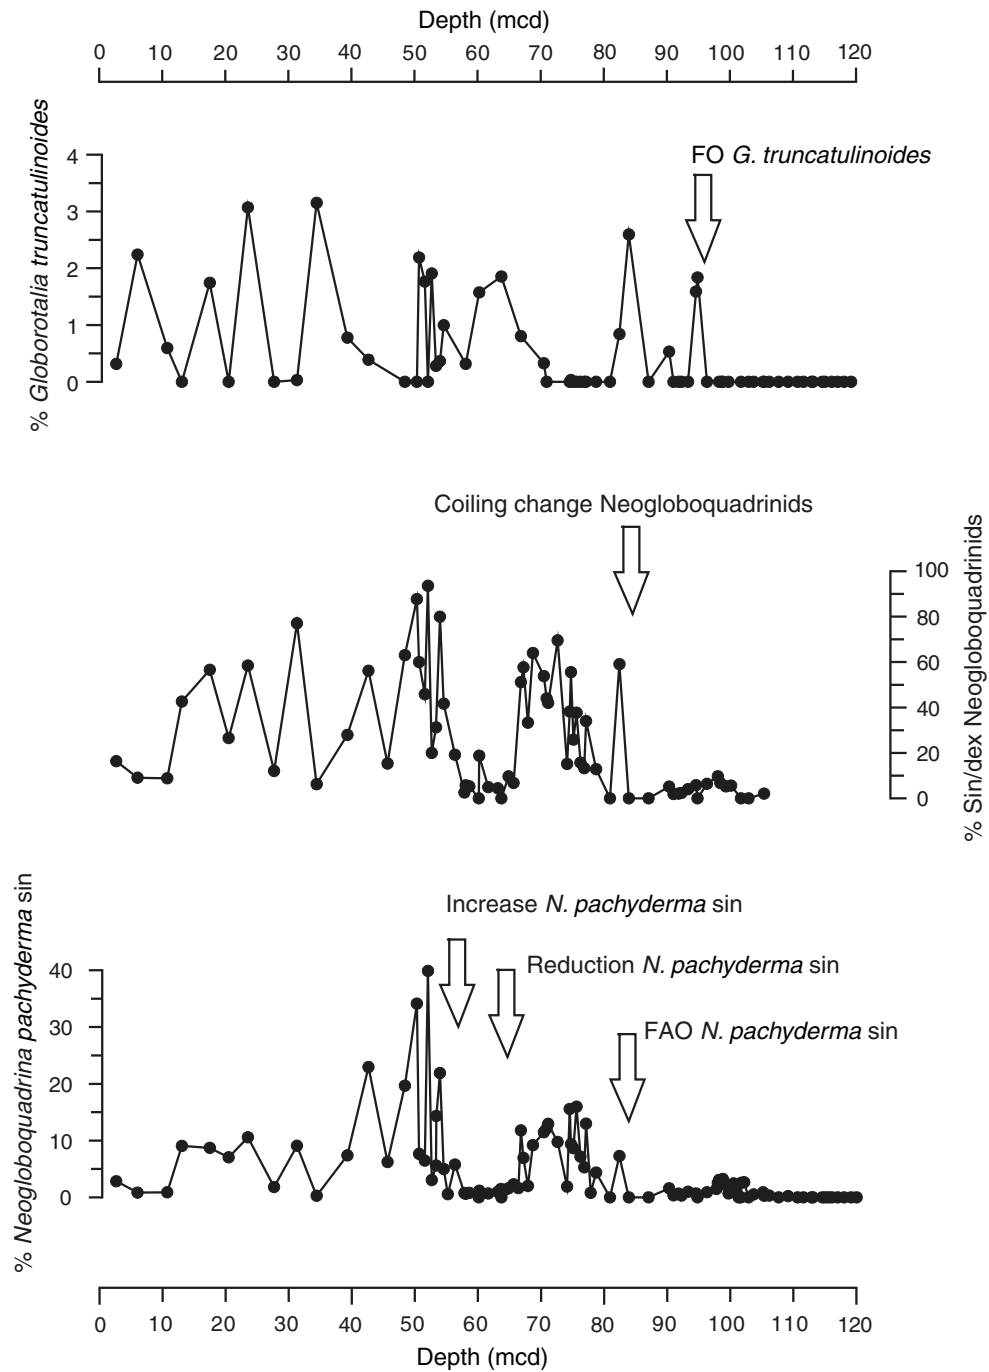 Depth (mcd)
0 10 20 30 40 50 60 70 80 90 100 110 120
% Globorotalia truncatulinoides
4
3
2
1
0
FO G. truncatulinoides
Coiling change Neogloboquadrinids
100
80
60
40
20
0
% Sin/dex Neogloboquadrinids
% Neogloboquadrina pachyderma sin
40
30
20
10
0
Increase N. pachyderma sin
Reduction N. pachyderma sin
FAO N. pachyderma sin
0 10 20 30 40 50 60 70 80 90 100 110 120
Depth (mcd)